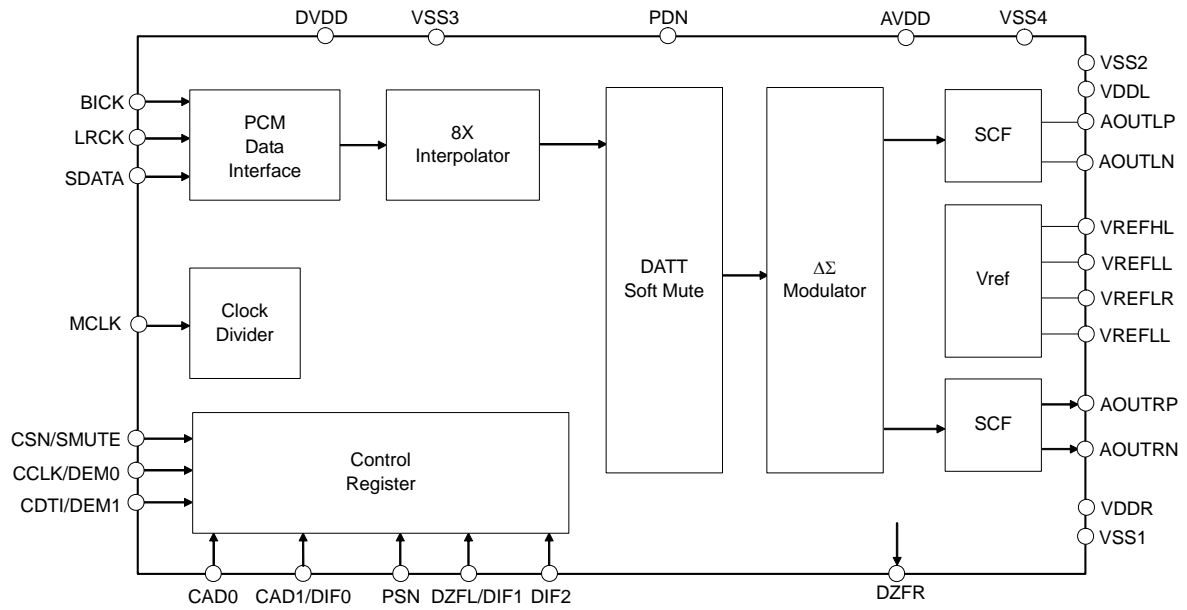 DVDD
VSS3
PDN
AVDD
VSS4
VSS2
VDDL
BICK
LRCK
SDATA
PCM
Data
Interface
8X
Interpolator
DATT
Soft Mute
ΔΣ
Modulator
SCF
AOUTLP
AOUTLN
Vref
VREFHL
VREFLL
VREFLR
VREFLL
MCLK
Clock
Divider
SCF
AOUTRP
AOUTRN
CSN/SMUTE
CCLK/DEM0
CDTI/DEM1
Control
Register
VDDR
VSS1
CAD0
CAD1/DIF0
PSN
DZFL/DIF1
DIF2
DZFR